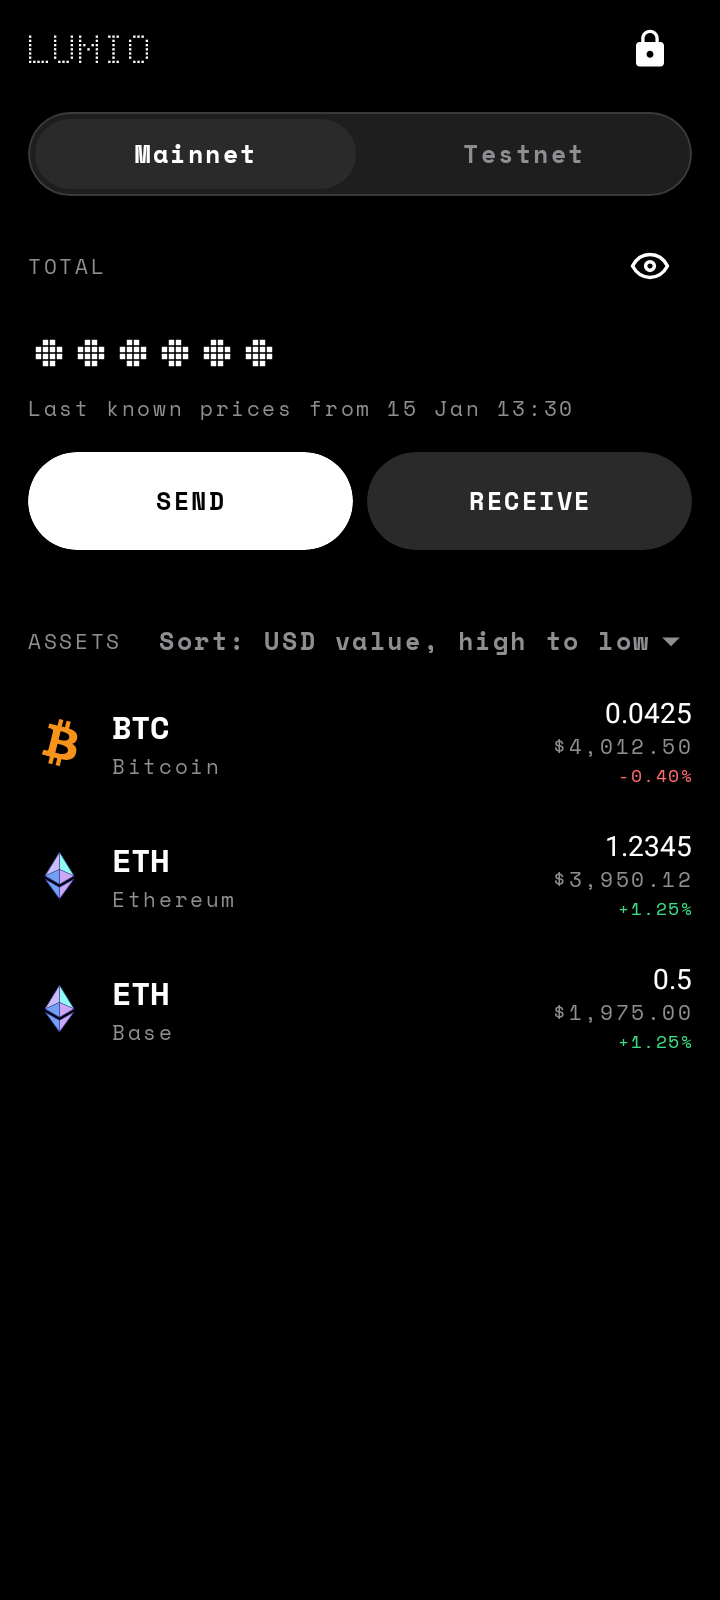 LUMIO
Mainnet
Testnet
TOTAL
Last known prices from 15 Jan 13:30
SEND
RECEIVE
ASSETS
Sort: USD value, high to low
BTC
Bitcoin
0.0425
$4,012.50
-0.40%
ETH
Ethereum
1.2345
$3,950.12
+1.25%
ETH
Base
0.5
$1,975.00
+1.25%